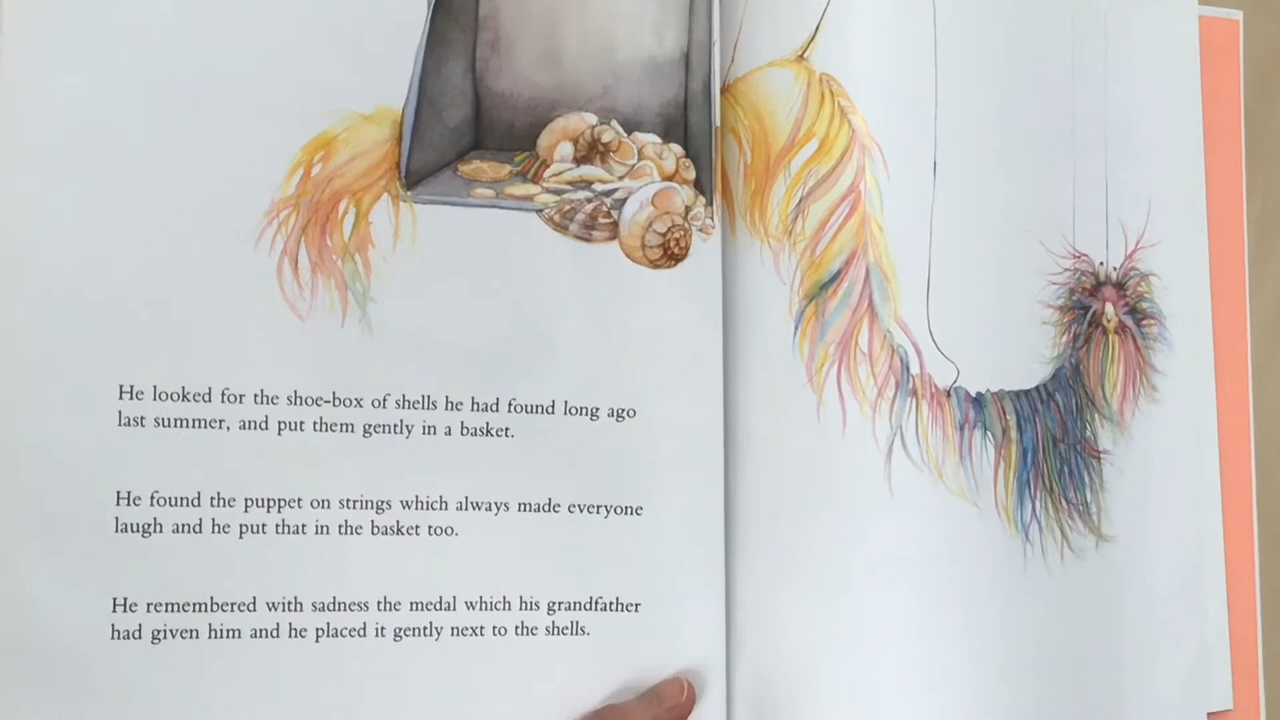 He looked for the shoe-box of shells he had found long ago
last summer, and put them gently in a basket.
He found the puppet on strings which always made everyone
laugh and he put that in the basket too.
He remembered with sadness the medal which his grandfather
had given him and he placed it gently next to the shells.